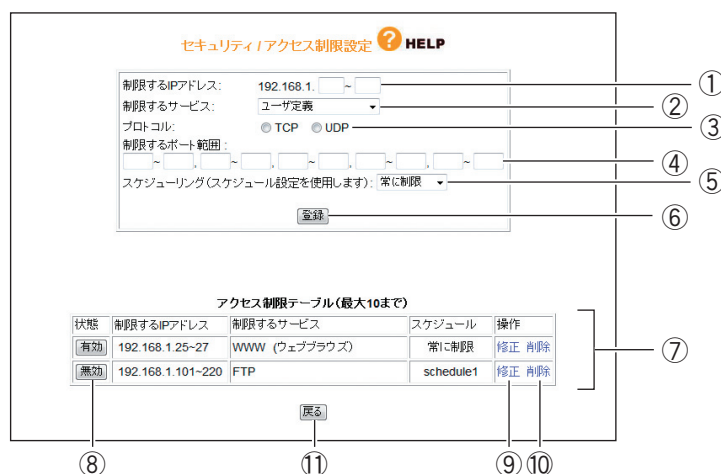 セキュリティ / アクセス制限設定 ? HELP
制限するIPアドレス: 192.168.1. ~ ①
制限するサービス: ユーザ定義 ②
プロトコル: TCP UDP ③
制限するポート範囲 :
~ , ~ , ~ , ~ , ~ ④
スケジューリング(スケジュール設定を使用します): 常に制限 ⑤
登録 ⑥
アクセス制限テーブル(最大10まで)
状態 制限するIPアドレス 制限するサービス スケジュール 操作
有効 192.168.1.25~27 WWW (ウェブブラウズ) 常に制限 修正 削除
⑦
無効 192.168.1.101~220 FTP schedule1 修正 削除
戻る
⑧ ⑪ ⑨ ⑩